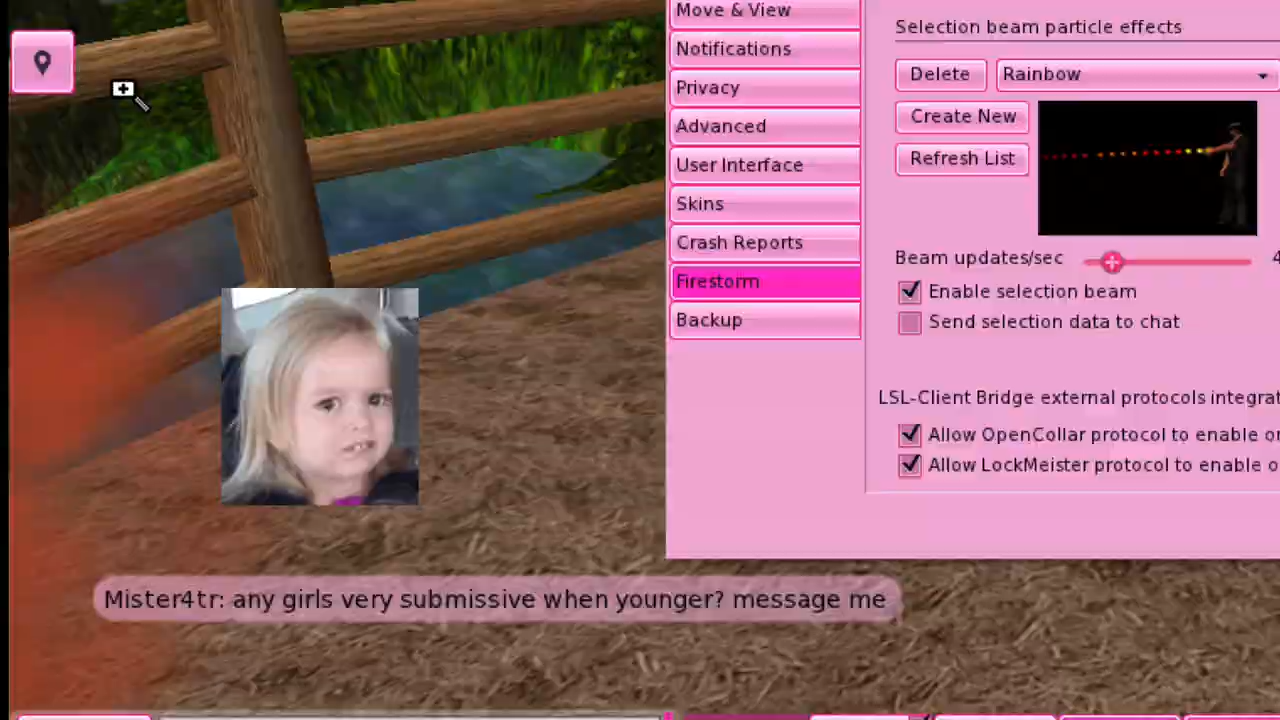 Move & View
Notifications
Privacy
Advanced
User Interface
Skins
Crash Reports
Firestorm
Backup
Selection beam particle effects
Delete
Rainbow
Create New
Refresh List
Beam updates/sec
4
Enable selection beam
Send selection data to chat
LSL-Client Bridge external protocols integrat
Allow OpenCollar protocol to enable or
Allow LockMeister protocol to enable o
Mister4tr: any girls very submissive when younger? message me